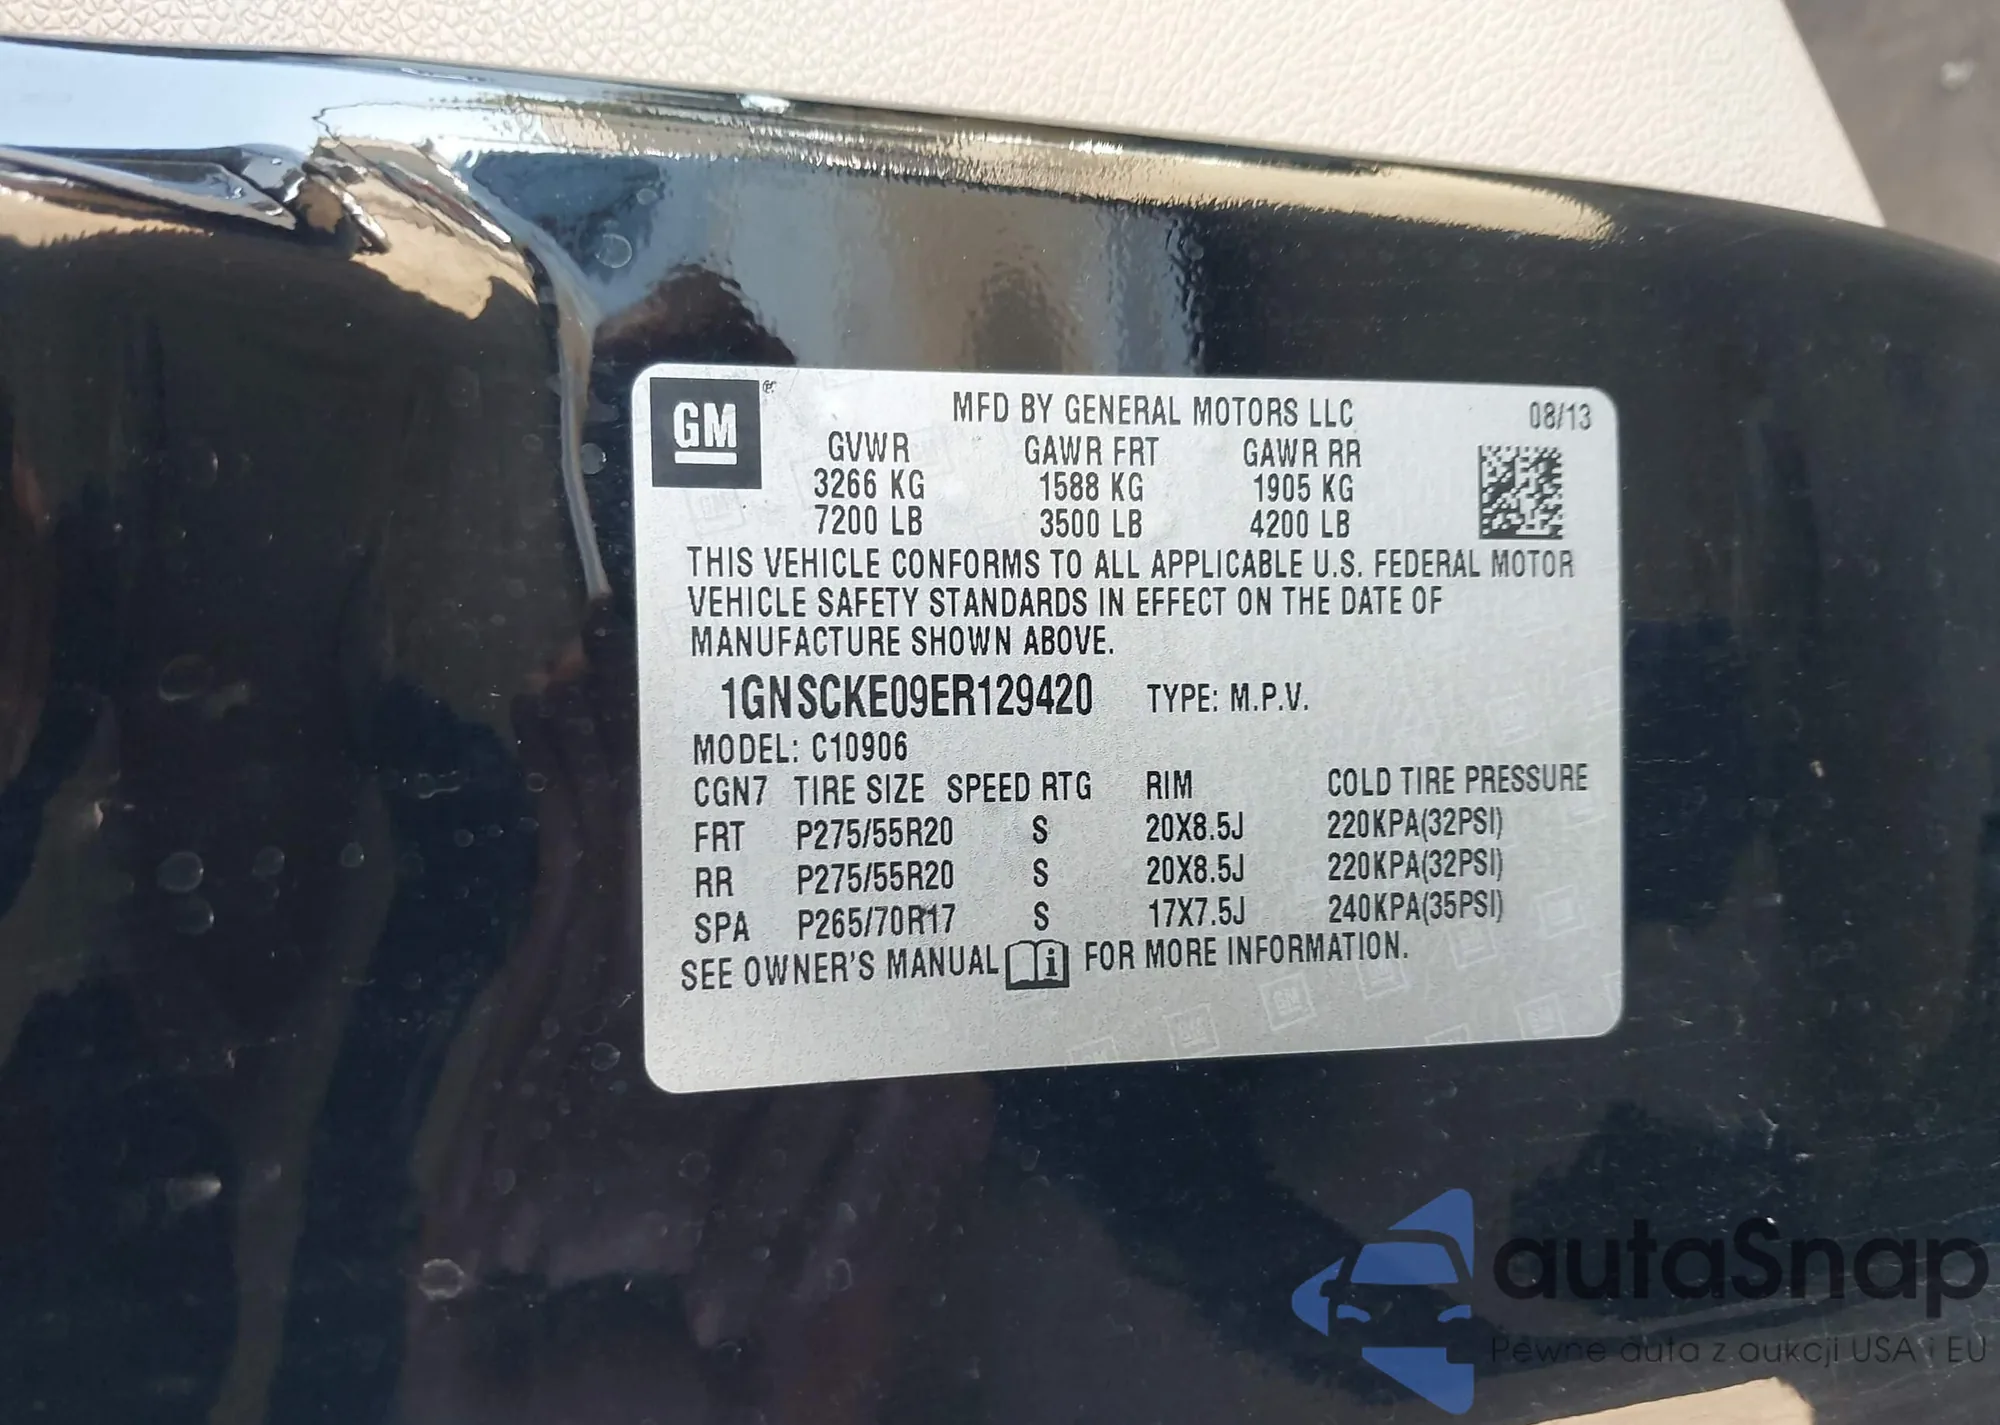 GM
MFD BY GENERAL MOTORS LLC 08/13
GVWR GAWR FRT GAWR RR
3266 KG 1588 KG 1905 KG
7200 LB 3500 LB 4200 LB
THIS VEHICLE CONFORMS TO ALL APPLICABLE U.S. FEDERAL MOTOR
VEHICLE SAFETY STANDARDS IN EFFECT ON THE DATE OF
MANUFACTURE SHOWN ABOVE.
1GNSCKE09ER129420 TYPE: M.P.V.
MODEL: C10906
CGN7 TIRE SIZE SPEED RTG RIM COLD TIRE PRESSURE
FRT P275/55R20 S 20X8.5J 220KPA(32PSI)
RR P275/55R20 S 20X8.5J 220KPA(32PSI)
SPA P265/70R17 S 17X7.5J 240KPA(35PSI)
SEE OWNER'S MANUAL i FOR MORE INFORMATION.
autaSnap
Pewne auta z aukcji USA i EU